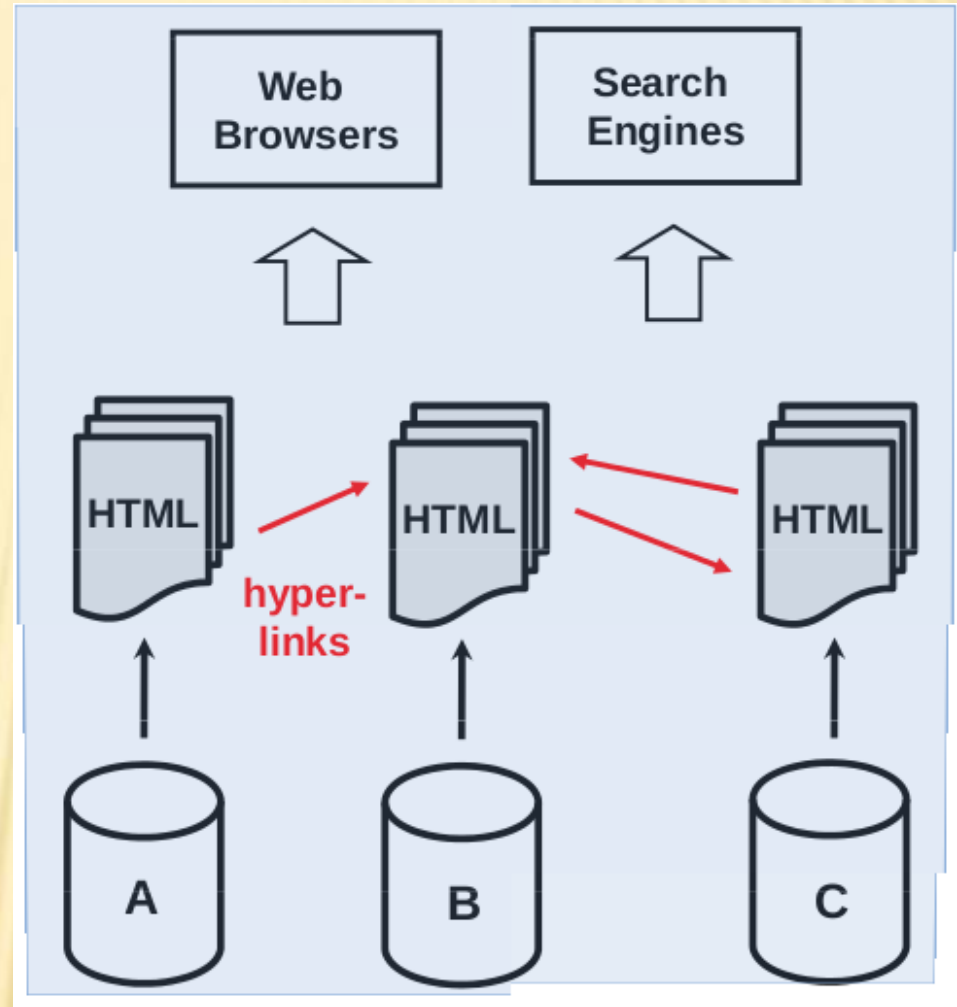 Web
Browsers
Search
Engines
HTML
HTML
HTML
hyper-
links
A
B
C